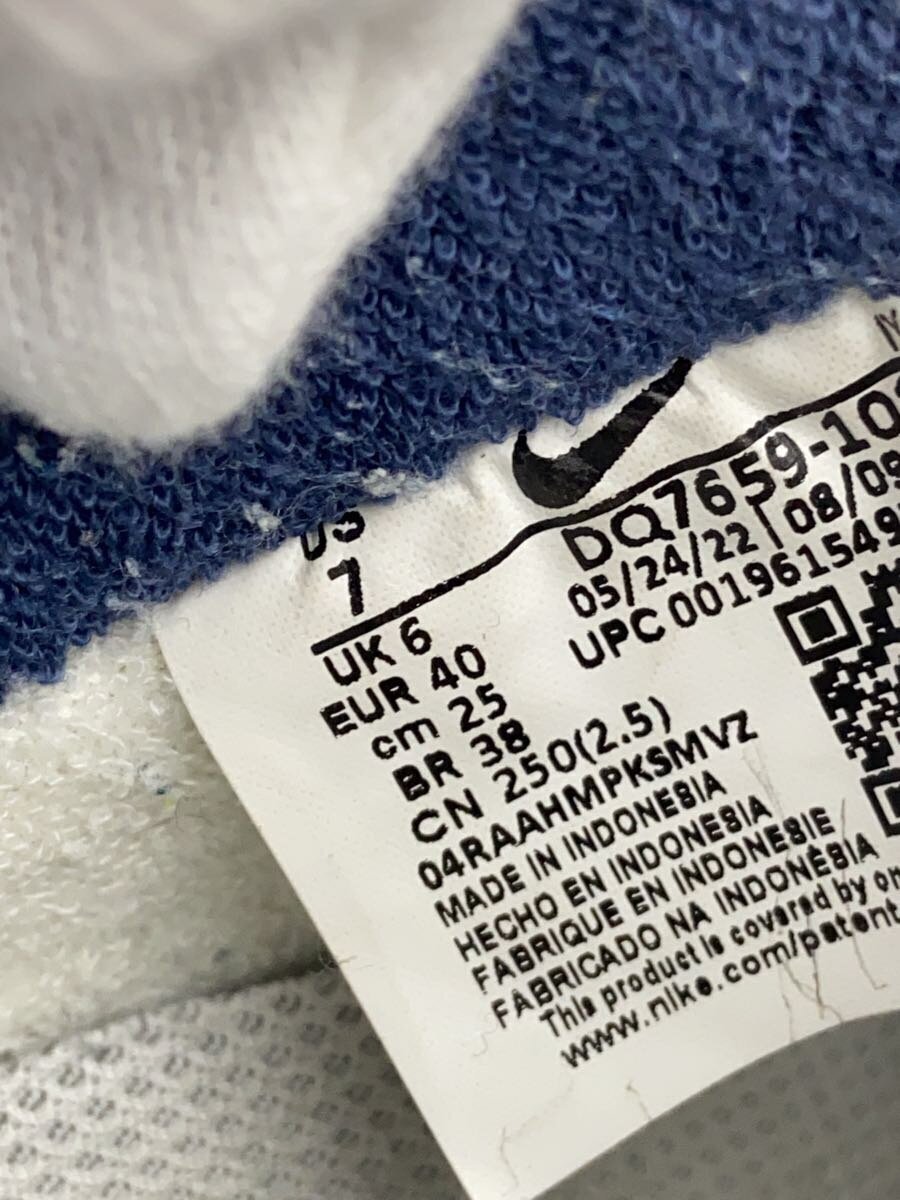 US
7
UK 6
EUR 40
cm 25
BR 38
CN 250(2.5)
04RAAHMPKSMVZ
MADE IN INDONESIA
HECHO EN INDONESIA
FABRIQUE EN INDONESIE
FABRICADO NA INDONÉSIA
This product is covered by
www.nike.com/patent
DQ7659-10
05/24/22 08/09
UPC 001961549